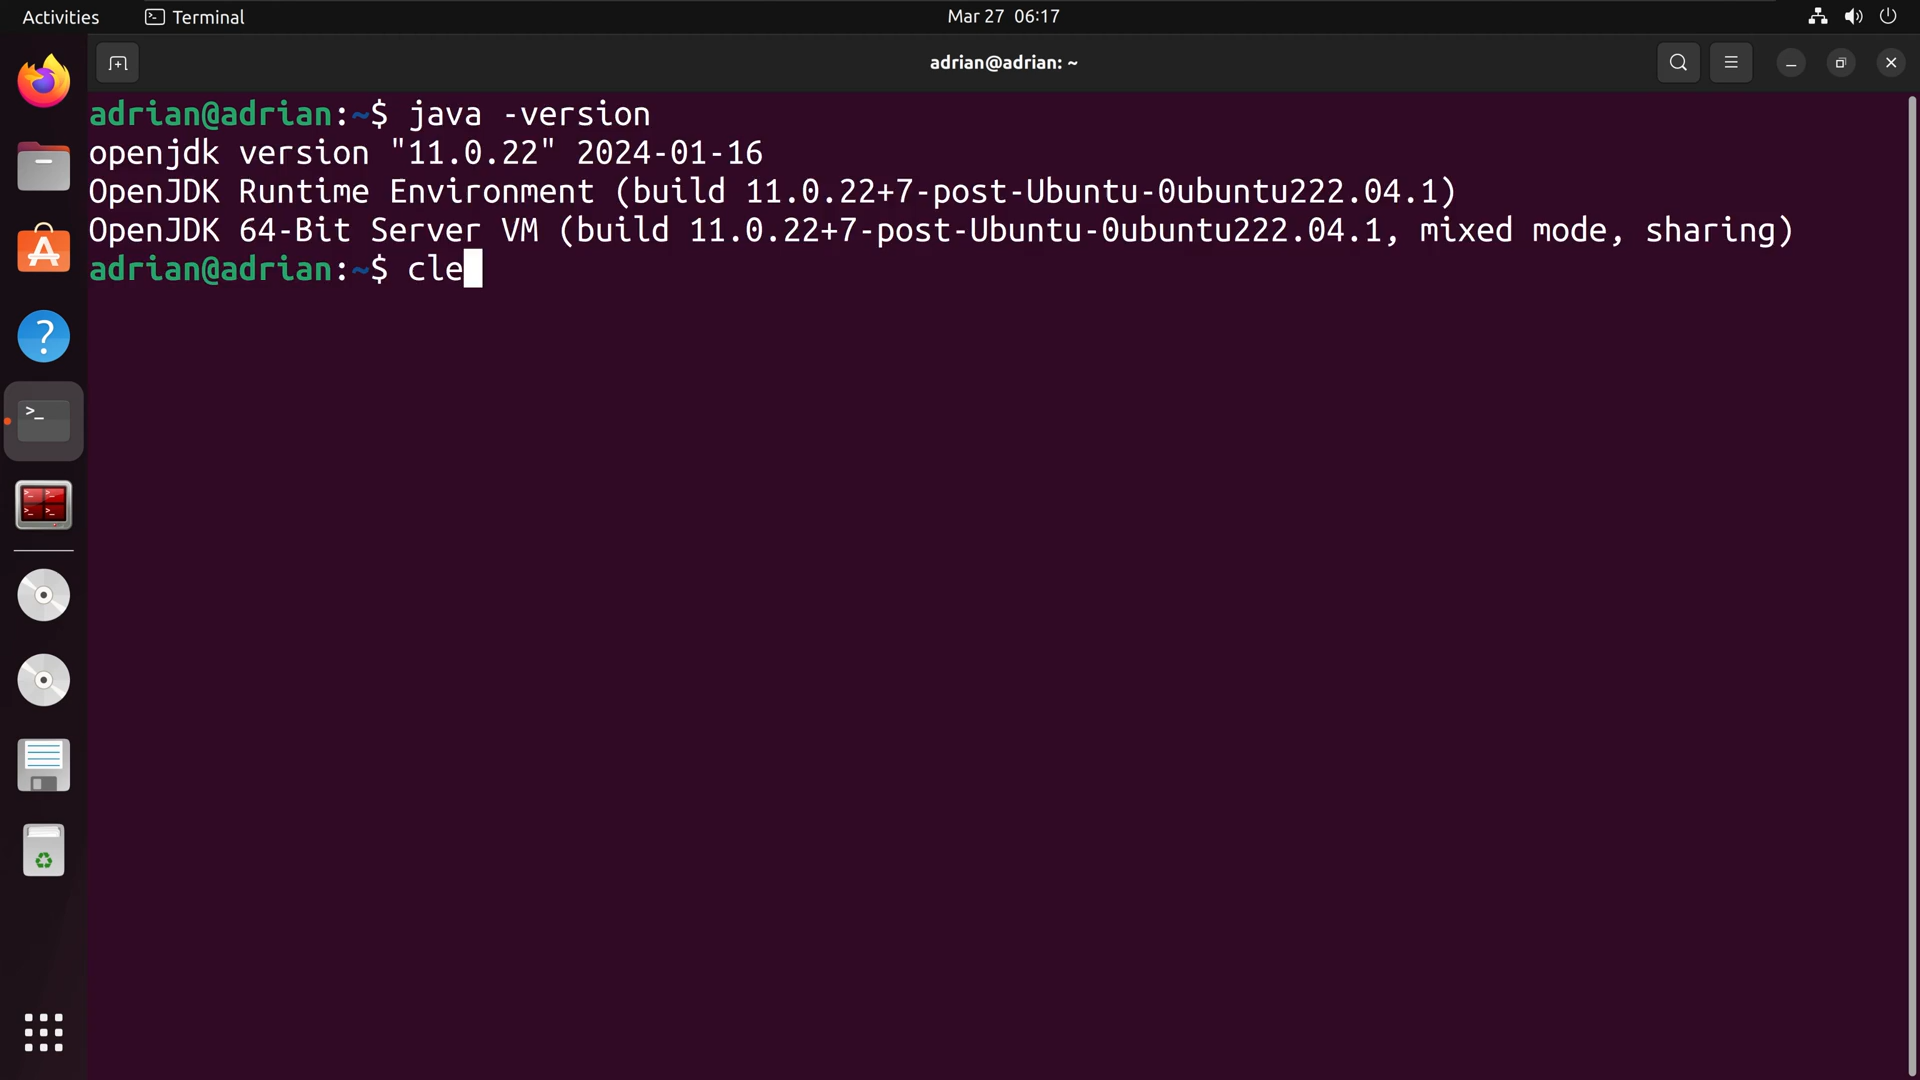 Activities
Terminal
Mar 27 06:17
adrian@adrian: ~
adrian@adrian:~$ java -version
openjdk version "11.0.22" 2024-01-16
OpenJDK Runtime Environment (build 11.0.22+7-post-Ubuntu-0ubuntu222.04.1)
OpenJDK 64-Bit Server VM (build 11.0.22+7-post-Ubuntu-0ubuntu222.04.1, mixed mode, sharing)
adrian@adrian:~$ cle